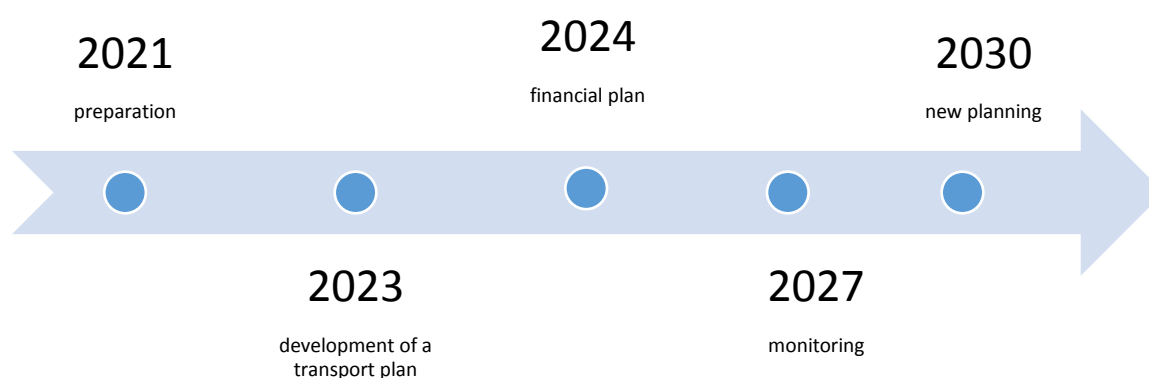 2021
preparation
2023
development of a
transport plan
2024
financial plan
2027
monitoring
2030
new planning